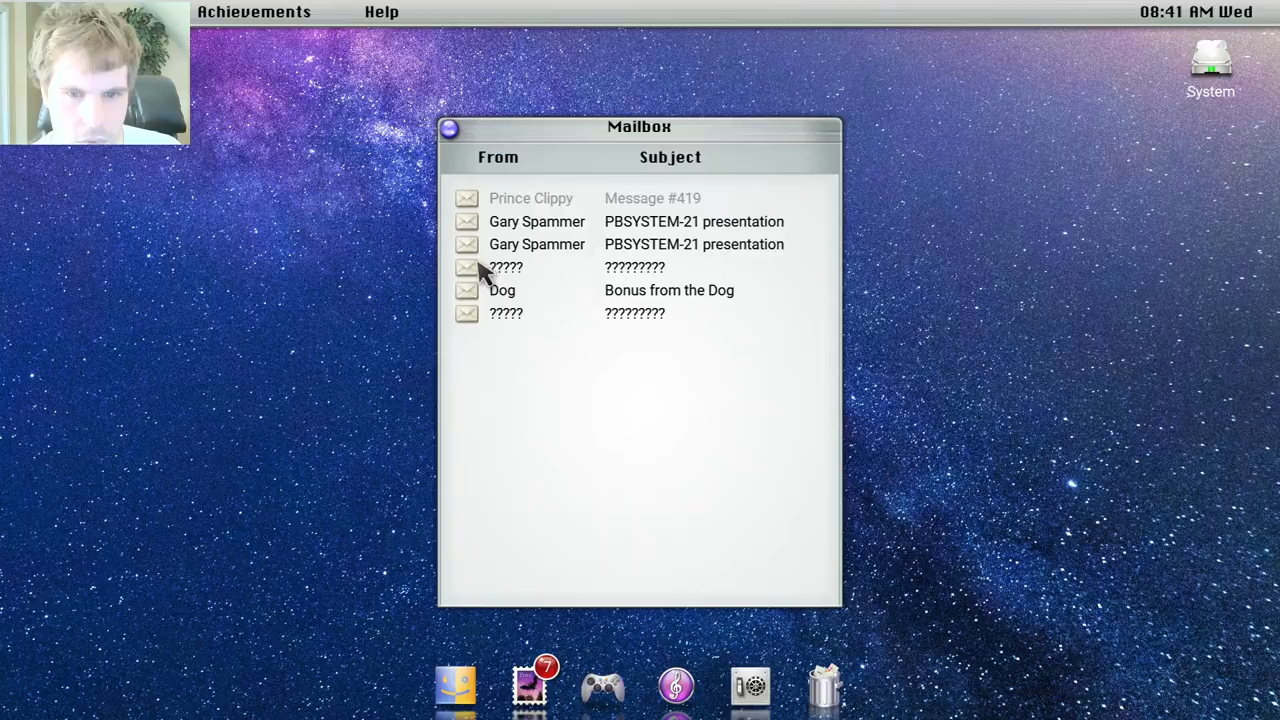 Achievements Help 08:41 AM Wed
System
Mailbox
From Subject
Prince Clippy Message #419
Gary Spammer PBSYSTEM-21 presentation
Gary Spammer PBSYSTEM-21 presentation
????? ?????????
Dog Bonus from the Dog
????? ?????????
7